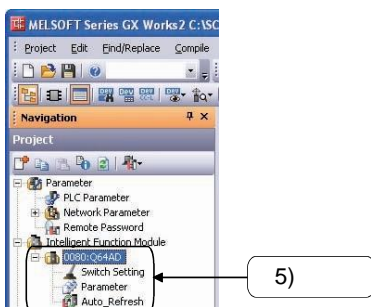 MELSOFT Series GX Works2 C:\SC
Project Edit Find/Replace Compile
Navigation
Project
Parameter
PLC Parameter
Network Parameter
Remote Password
Intelligent Function Module
0080:Q64AD
Switch Setting
Parameter
Auto_Refresh
5)